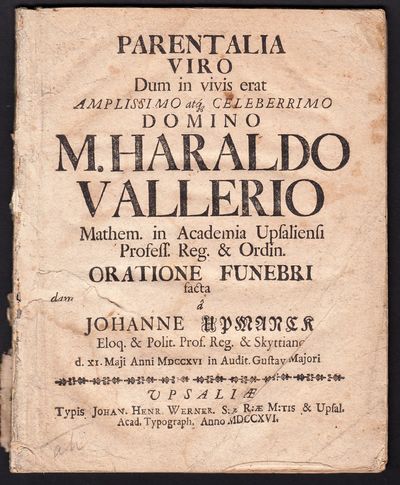 PARENTALIA
VIRO
Dum in vivis erat
AMPLISSIMO atq; CELEBERRIMO
DOMINO
M. HARALDO
VALLERIO
Mathem. in Academia Upsaliensi
Profess. Reg. & Ordin.
ORATIONE FUNEBRI
facta
â
JOHANNE UPMARCK
Eloq. & Polit. Prof. Reg. & Skyttiano
d. XI. Maji Anni MDCCXVI in Audit. Gustav Majori
UPSALIÆ
Typis JOHAN. HENR. WERNER. S:æ R:Æ M:TIS & Upsal.
Acad. Typograph. Anno MDCCXVI.